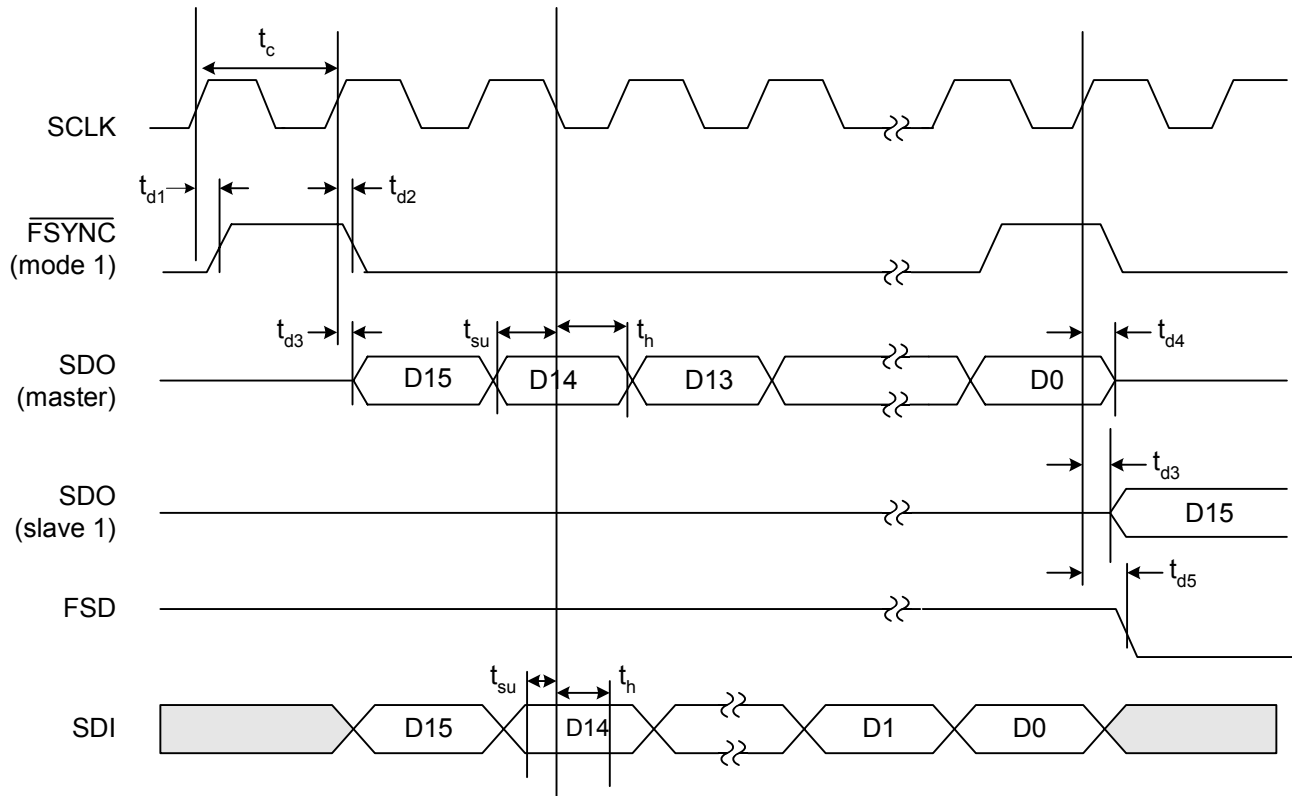 t_c
SCLK
t_d1
t_d2
FSYNC
(mode 1)
t_d3
t_su
t_h
t_d4
SDO
(master)
D15
D14
D13
D0
t_d3
SDO
(slave 1)
D15
t_d5
FSD
t_su
t_h
SDI
D15
D14
D1
D0